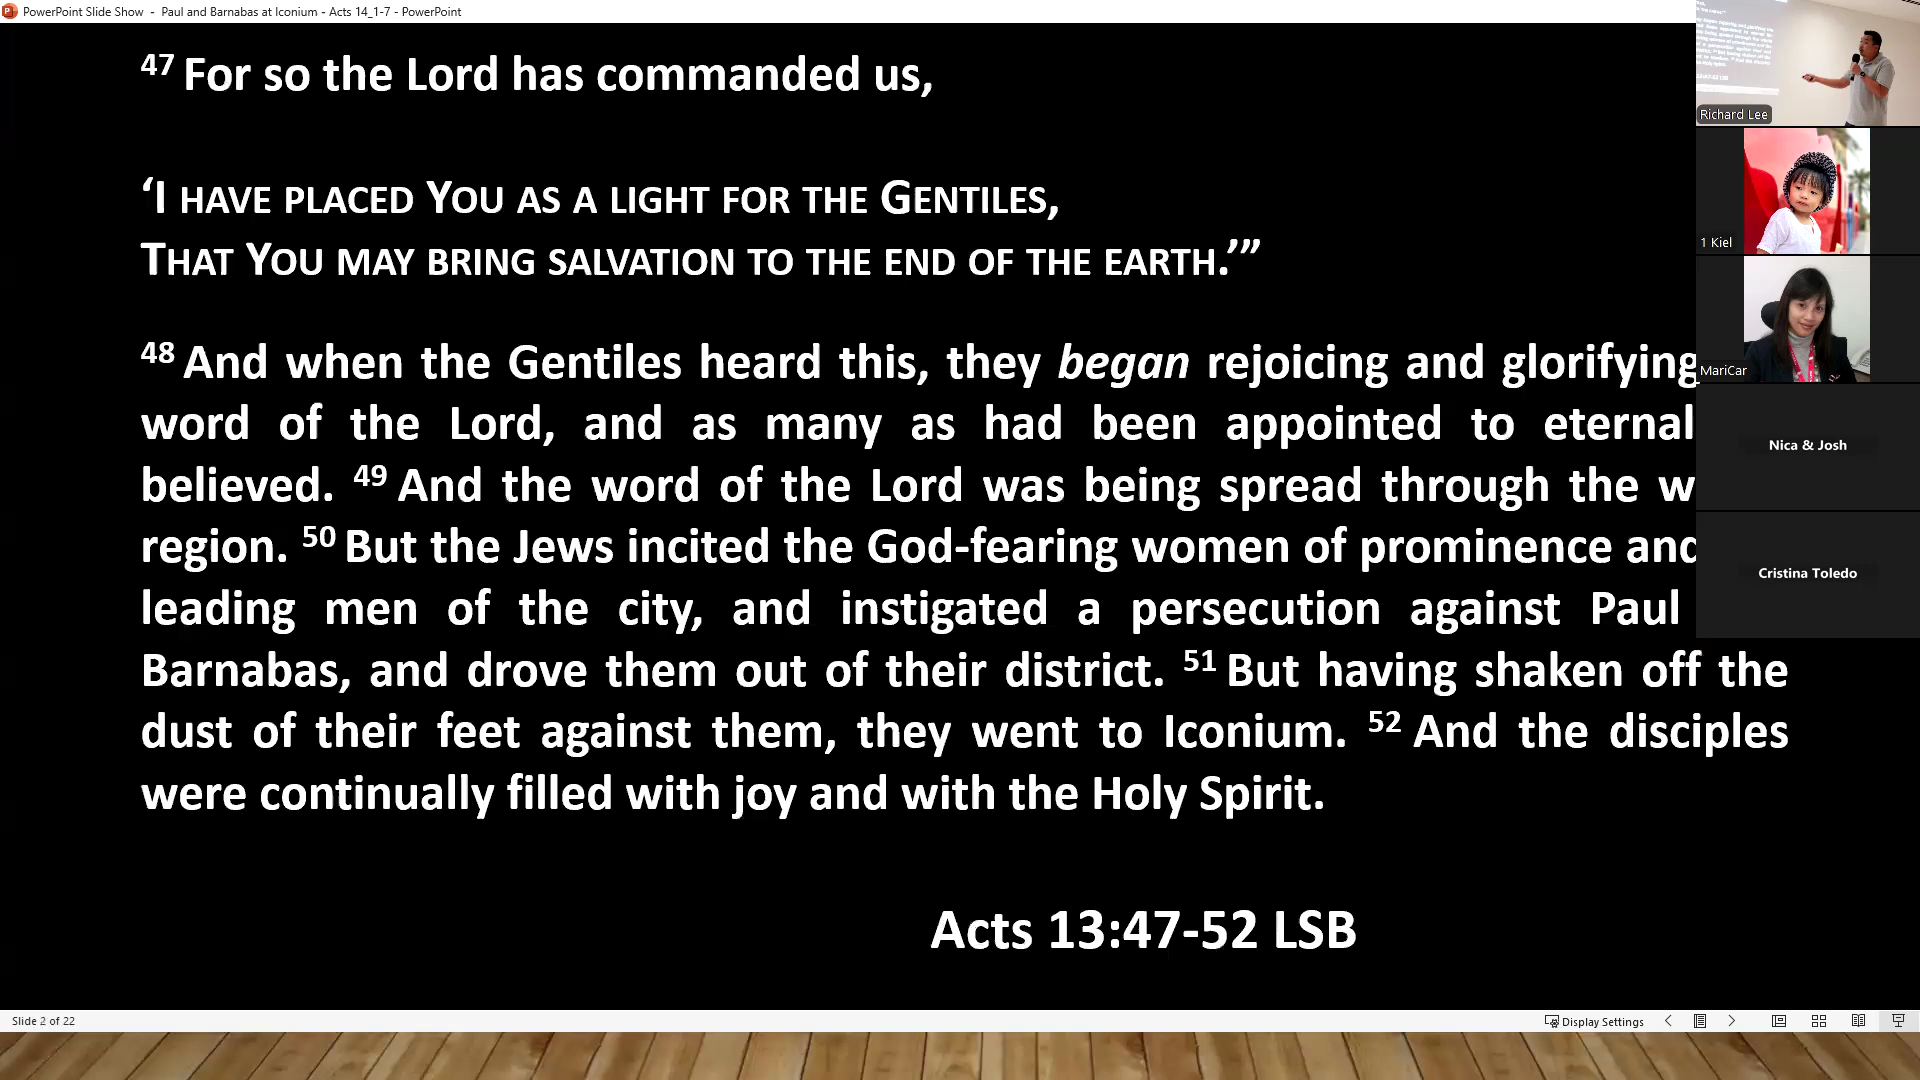 PowerPoint Slide Show - Paul and Barnabas at Iconium - Acts 14_1-7 - PowerPoint
47 For so the Lord has commanded us,
‘I HAVE PLACED YOU AS A LIGHT FOR THE GENTILES,
THAT YOU MAY BRING SALVATION TO THE END OF THE EARTH.’”
48 And when the Gentiles heard this, they began rejoicing and glorifying
word of the Lord, and as many as had been appointed to eternal
believed. 49 And the word of the Lord was being spread through the w
region. 50 But the Jews incited the God-fearing women of prominence and
leading men of the city, and instigated a persecution against Paul
Barnabas, and drove them out of their district. 51 But having shaken off the
dust of their feet against them, they went to Iconium. 52 And the disciples
were continually filled with joy and with the Holy Spirit.
Acts 13:47-52 LSB
Richard Lee
1 Kiel
MariCar
Nica & Josh
Cristina Toledo
Slide 2 of 22
Display Settings